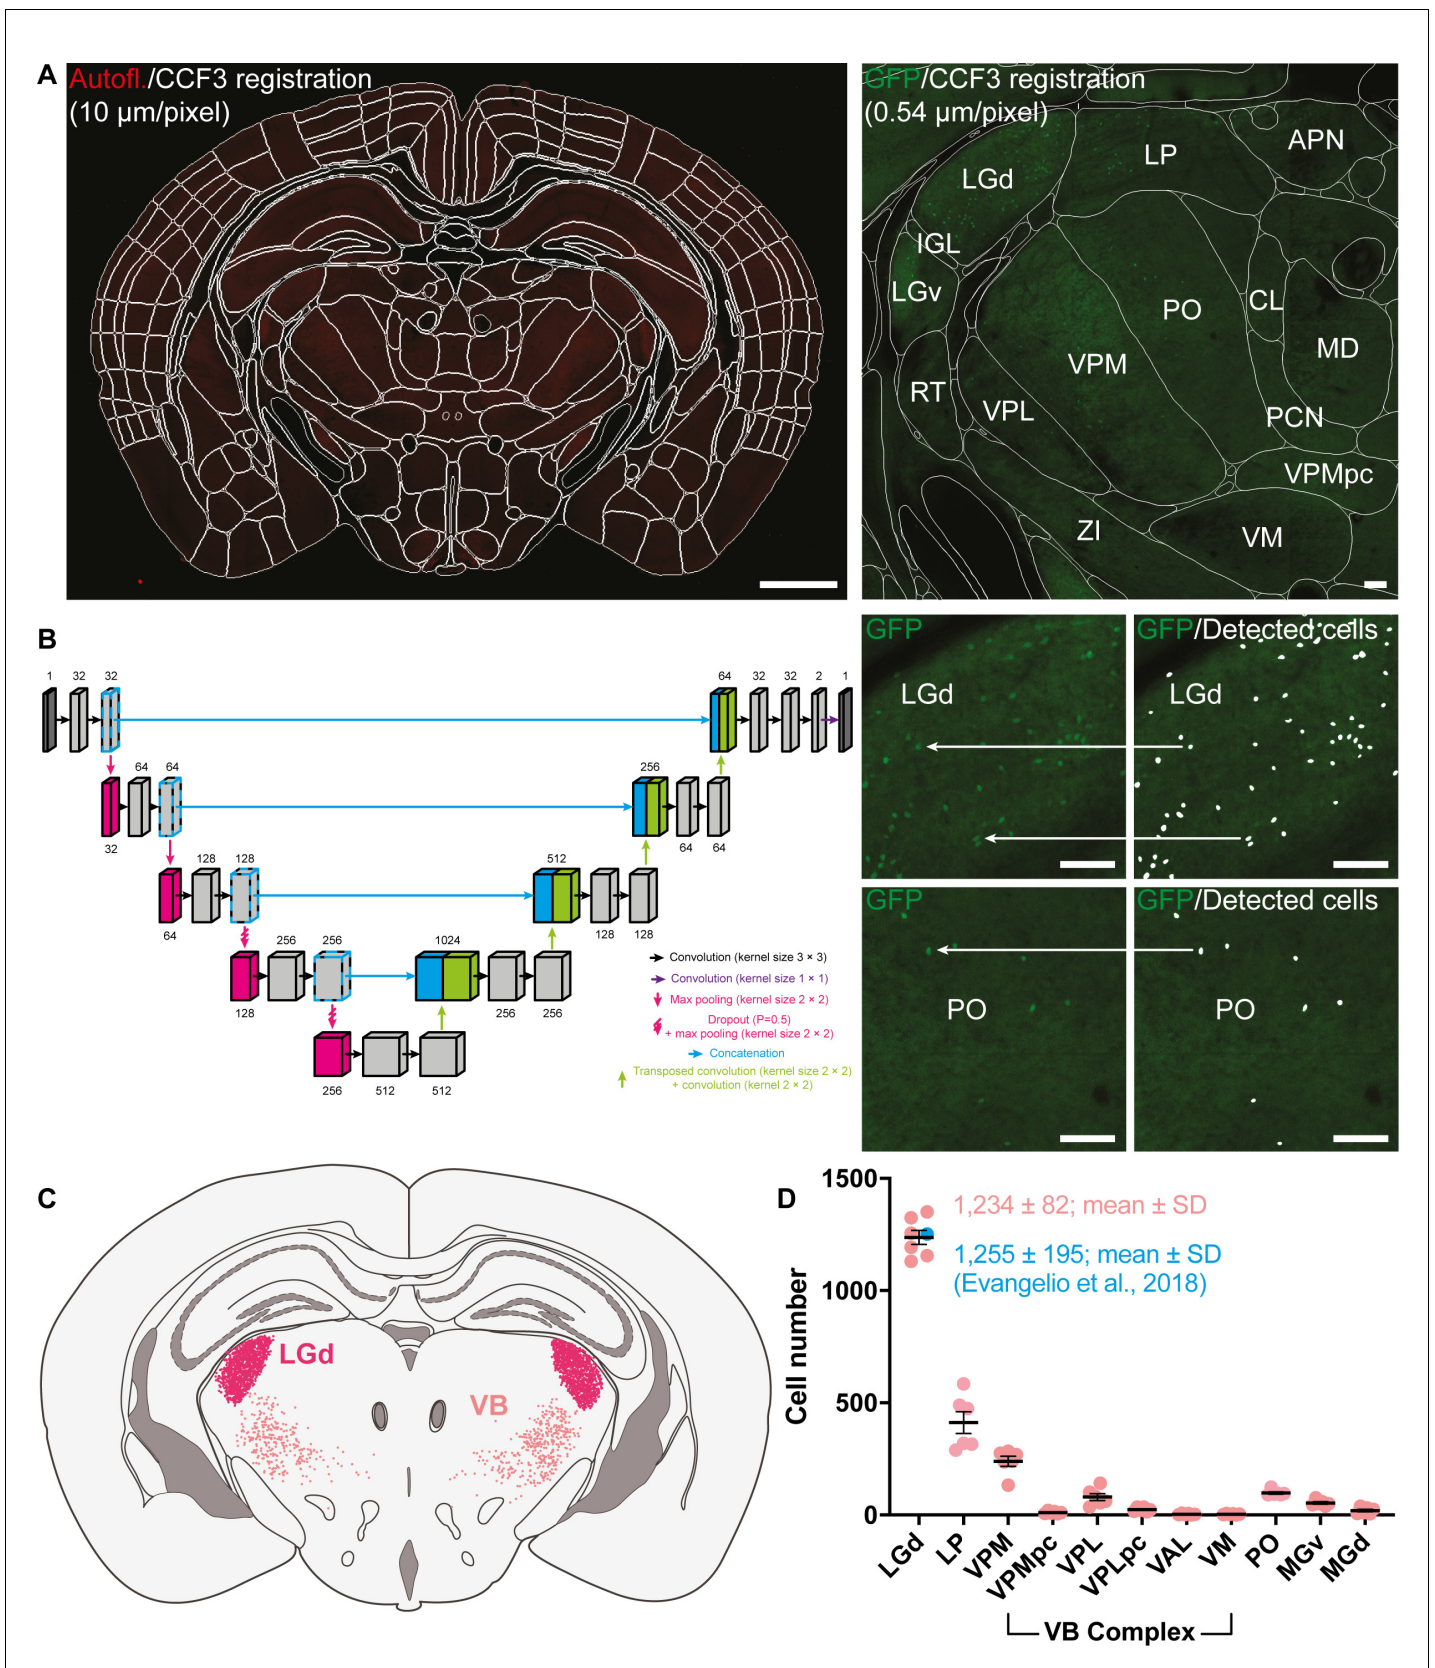 A
Autofl./CCF3 registration
(10 µm/pixel)
GFP/CCF3 registration
(0.54 µm/pixel)
APN
LP
LGd
IGL
LGv
PO
CL
MD
VPM
RT
VPL
PCN
VPMpc
ZI
VM
B
1 32 32
64 32 32 2 1
64 64
256
32
64 64
128 128
512
64
128 128
256 256
1024
128
256 256
256 512 512
Convolution (kernel size 3 × 3)
Convolution (kernel size 1 × 1)
Max pooling (kernel size 2 × 2)
Dropout (P=0.5)
+ max pooling (kernel size 2 × 2)
Concatenation
Transposed convolution (kernel size 2 × 2)
+ convolution (kernel 2 × 2)
GFP
LGd
GFP/Detected cells
LGd
GFP
PO
GFP/Detected cells
PO
C
LGd
VB
D
Cell number
1500
1000
500
0
1,234 ± 82; mean ± SD
1,255 ± 195; mean ± SD
(Evangelio et al., 2018)
LGd
LP
VPM
VPMpc
VPL
VPLpc
VAL
VM
PO
MGv
MGd
VB Complex